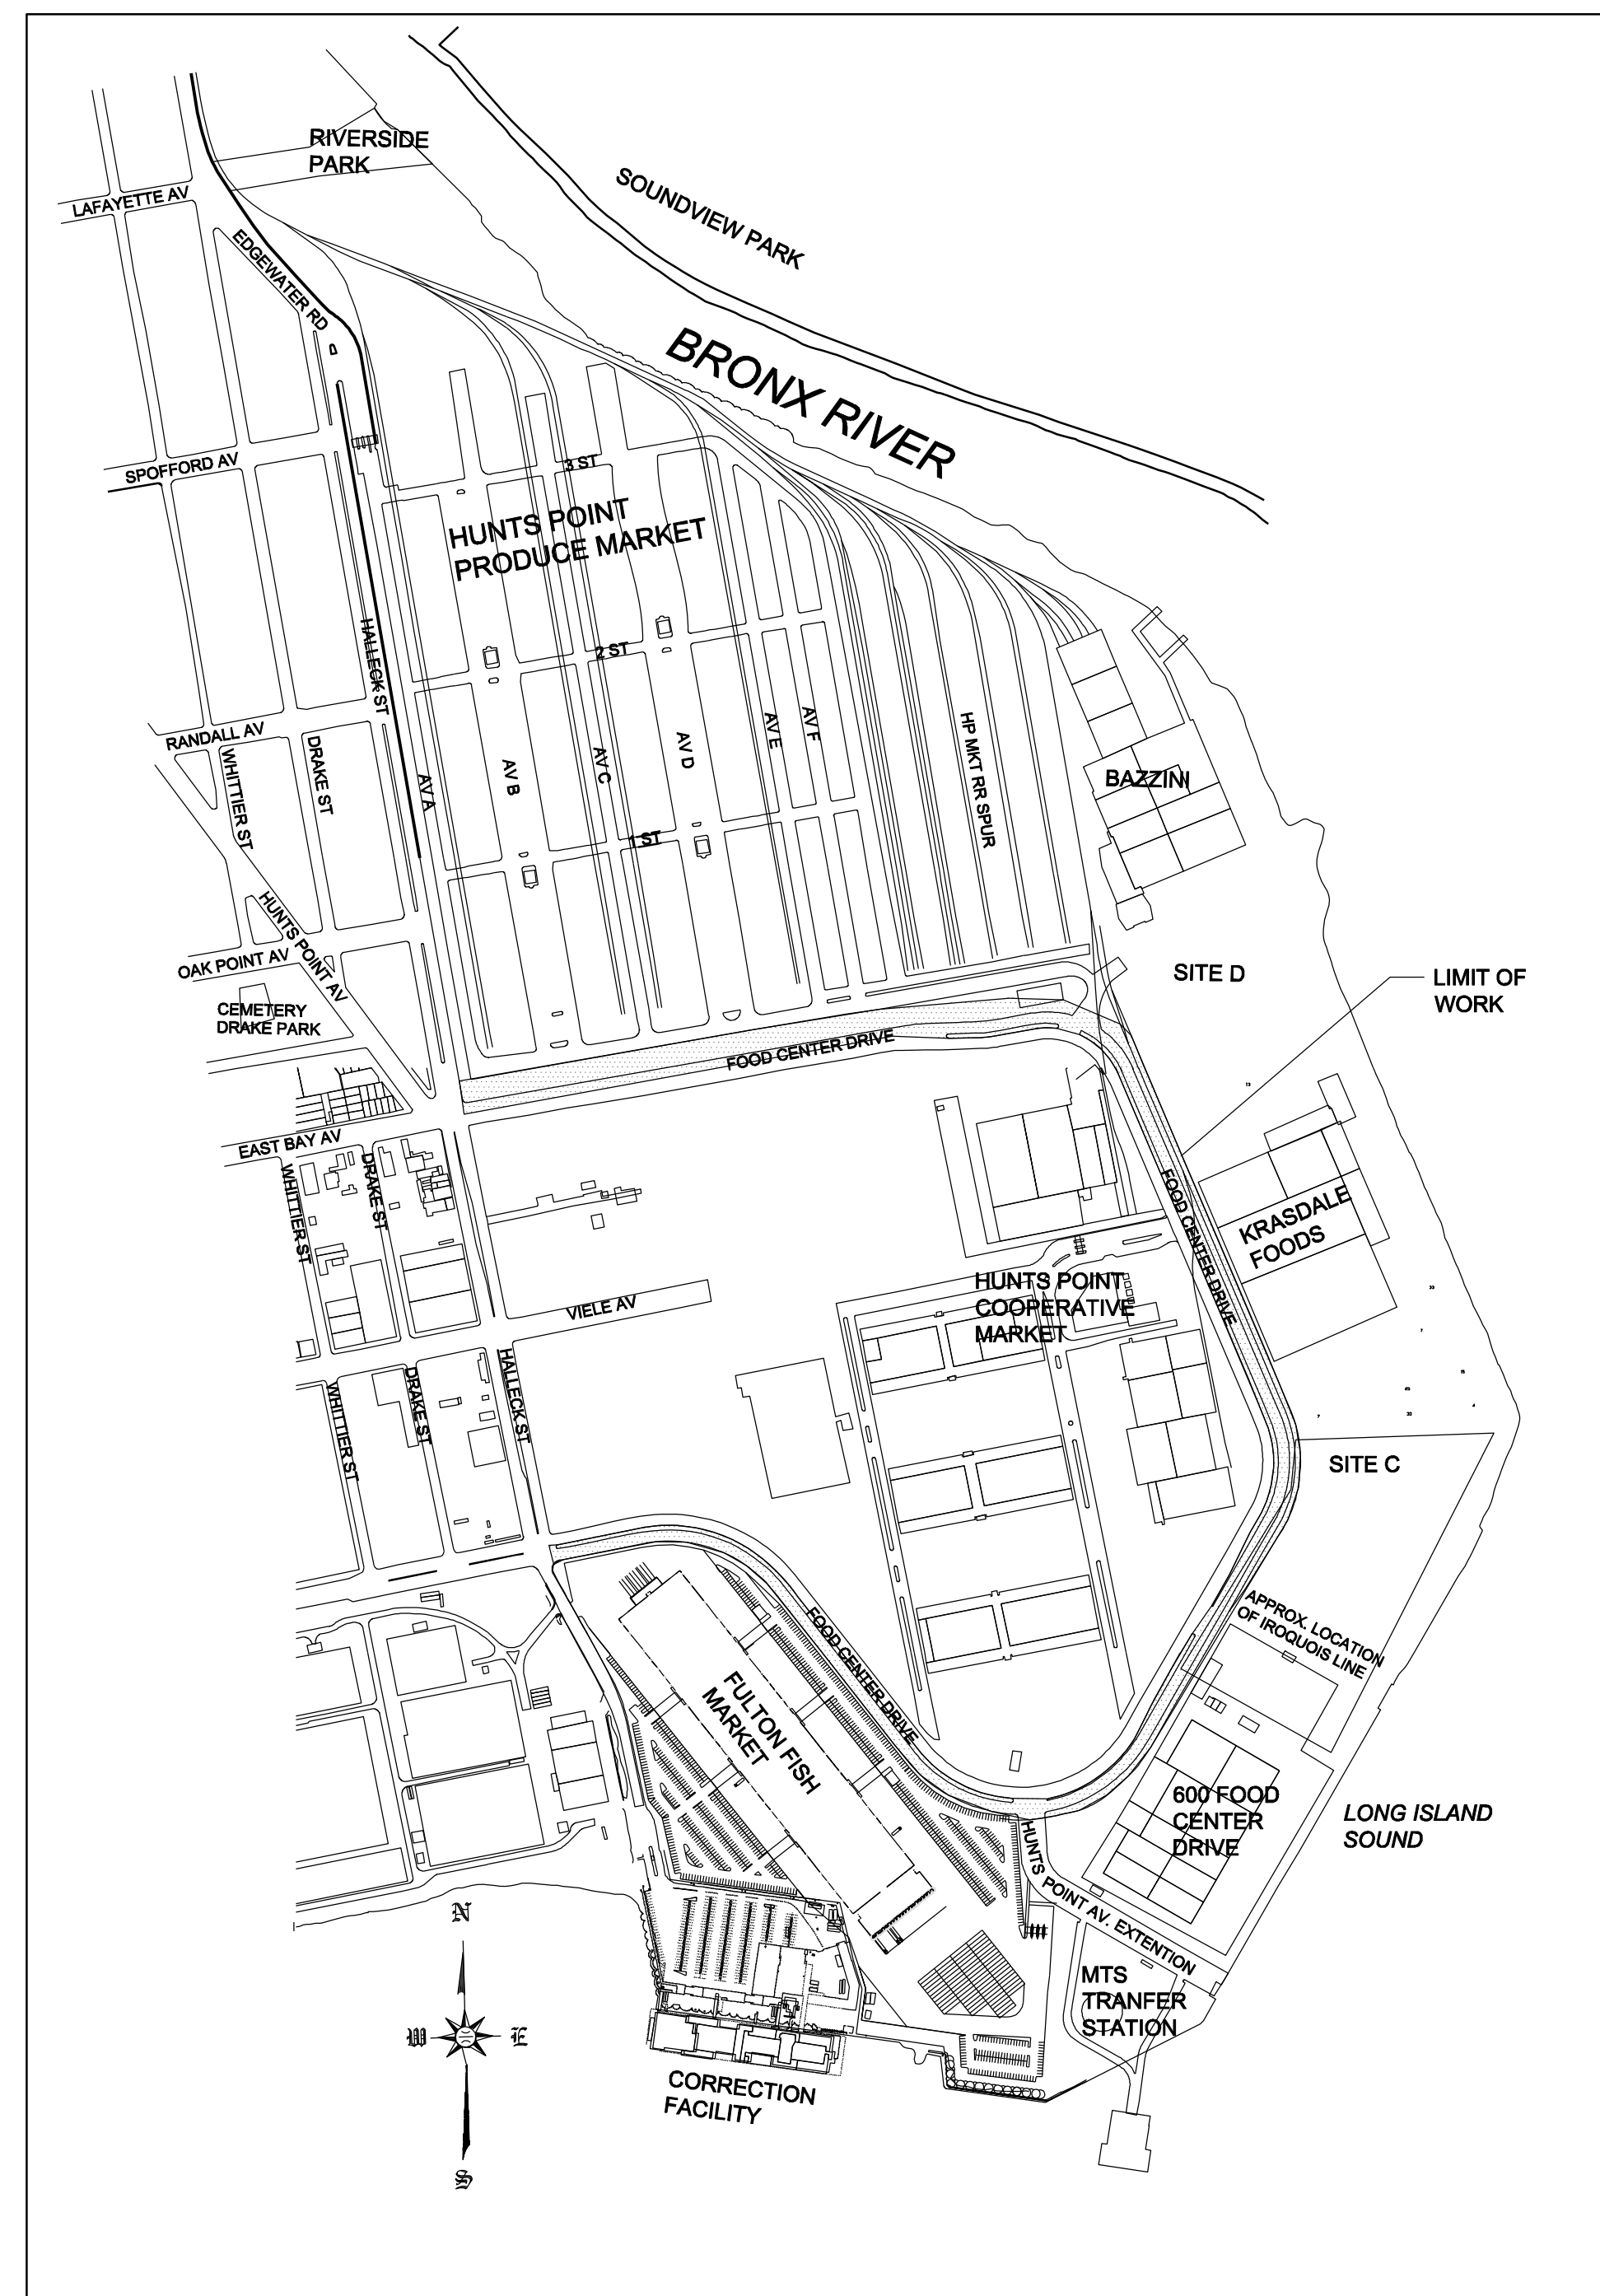 RIVERSIDE
PARK
SOUNDVIEW PARK
LAFAYETTE AV
EDGEWATER RD
BRONX RIVER
SPOFFORD AV
3 ST
HUNTS POINT
PRODUCE MARKET
HALLECK ST
2 ST
RANDALL AV
WHITTIER ST
DRAKE ST
AV A
AV B
AV C
AV D
AV E
AV F
HP MKT RR SPUR
BAZZINI
1 ST
HUNTS POINT AV
OAK POINT AV
CEMETERY
DRAKE PARK
SITE D
LIMIT OF
WORK
FOOD CENTER DRIVE
EAST BAY AV
WHITTIER ST
DRAKE ST
FOOD CENTER DRIVE
KRASDALE
FOODS
HUNTS POINT
COOPERATIVE
MARKET
VIELE AV
HALLECK ST
DRAKE ST
WHITTIER ST
SITE C
APPROX. LOCATION
OF IROQUOIS LINE
FOOD CENTER DRIVE
FULTON FISH
MARKET
600 FOOD
CENTER
DRIVE
LONG ISLAND
SOUND
HUNTS POINT AV. EXTENTION
MTS
TRANFER
STATION
CORRECTION
FACILITY
N
W
E
S